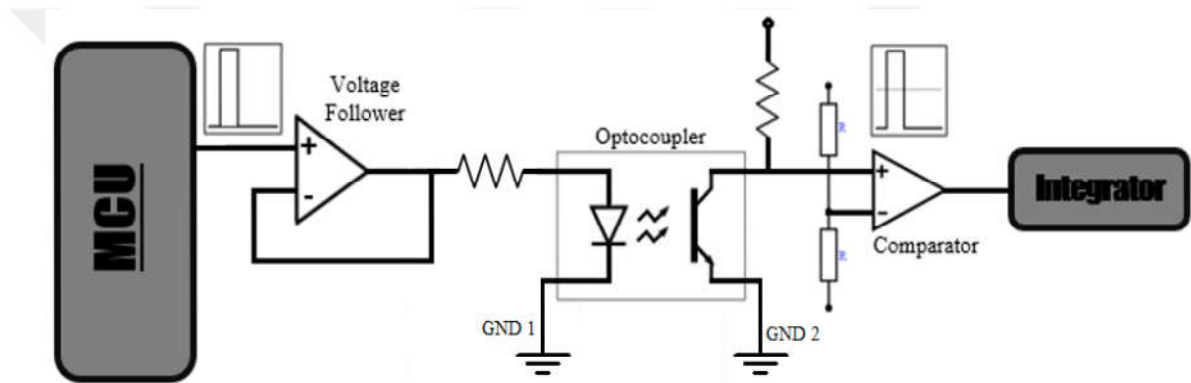 MCU
Voltage
Follower
+
-
Optocoupler
GND 1
GND 2
R
R
+
-
Comparator
Integrator